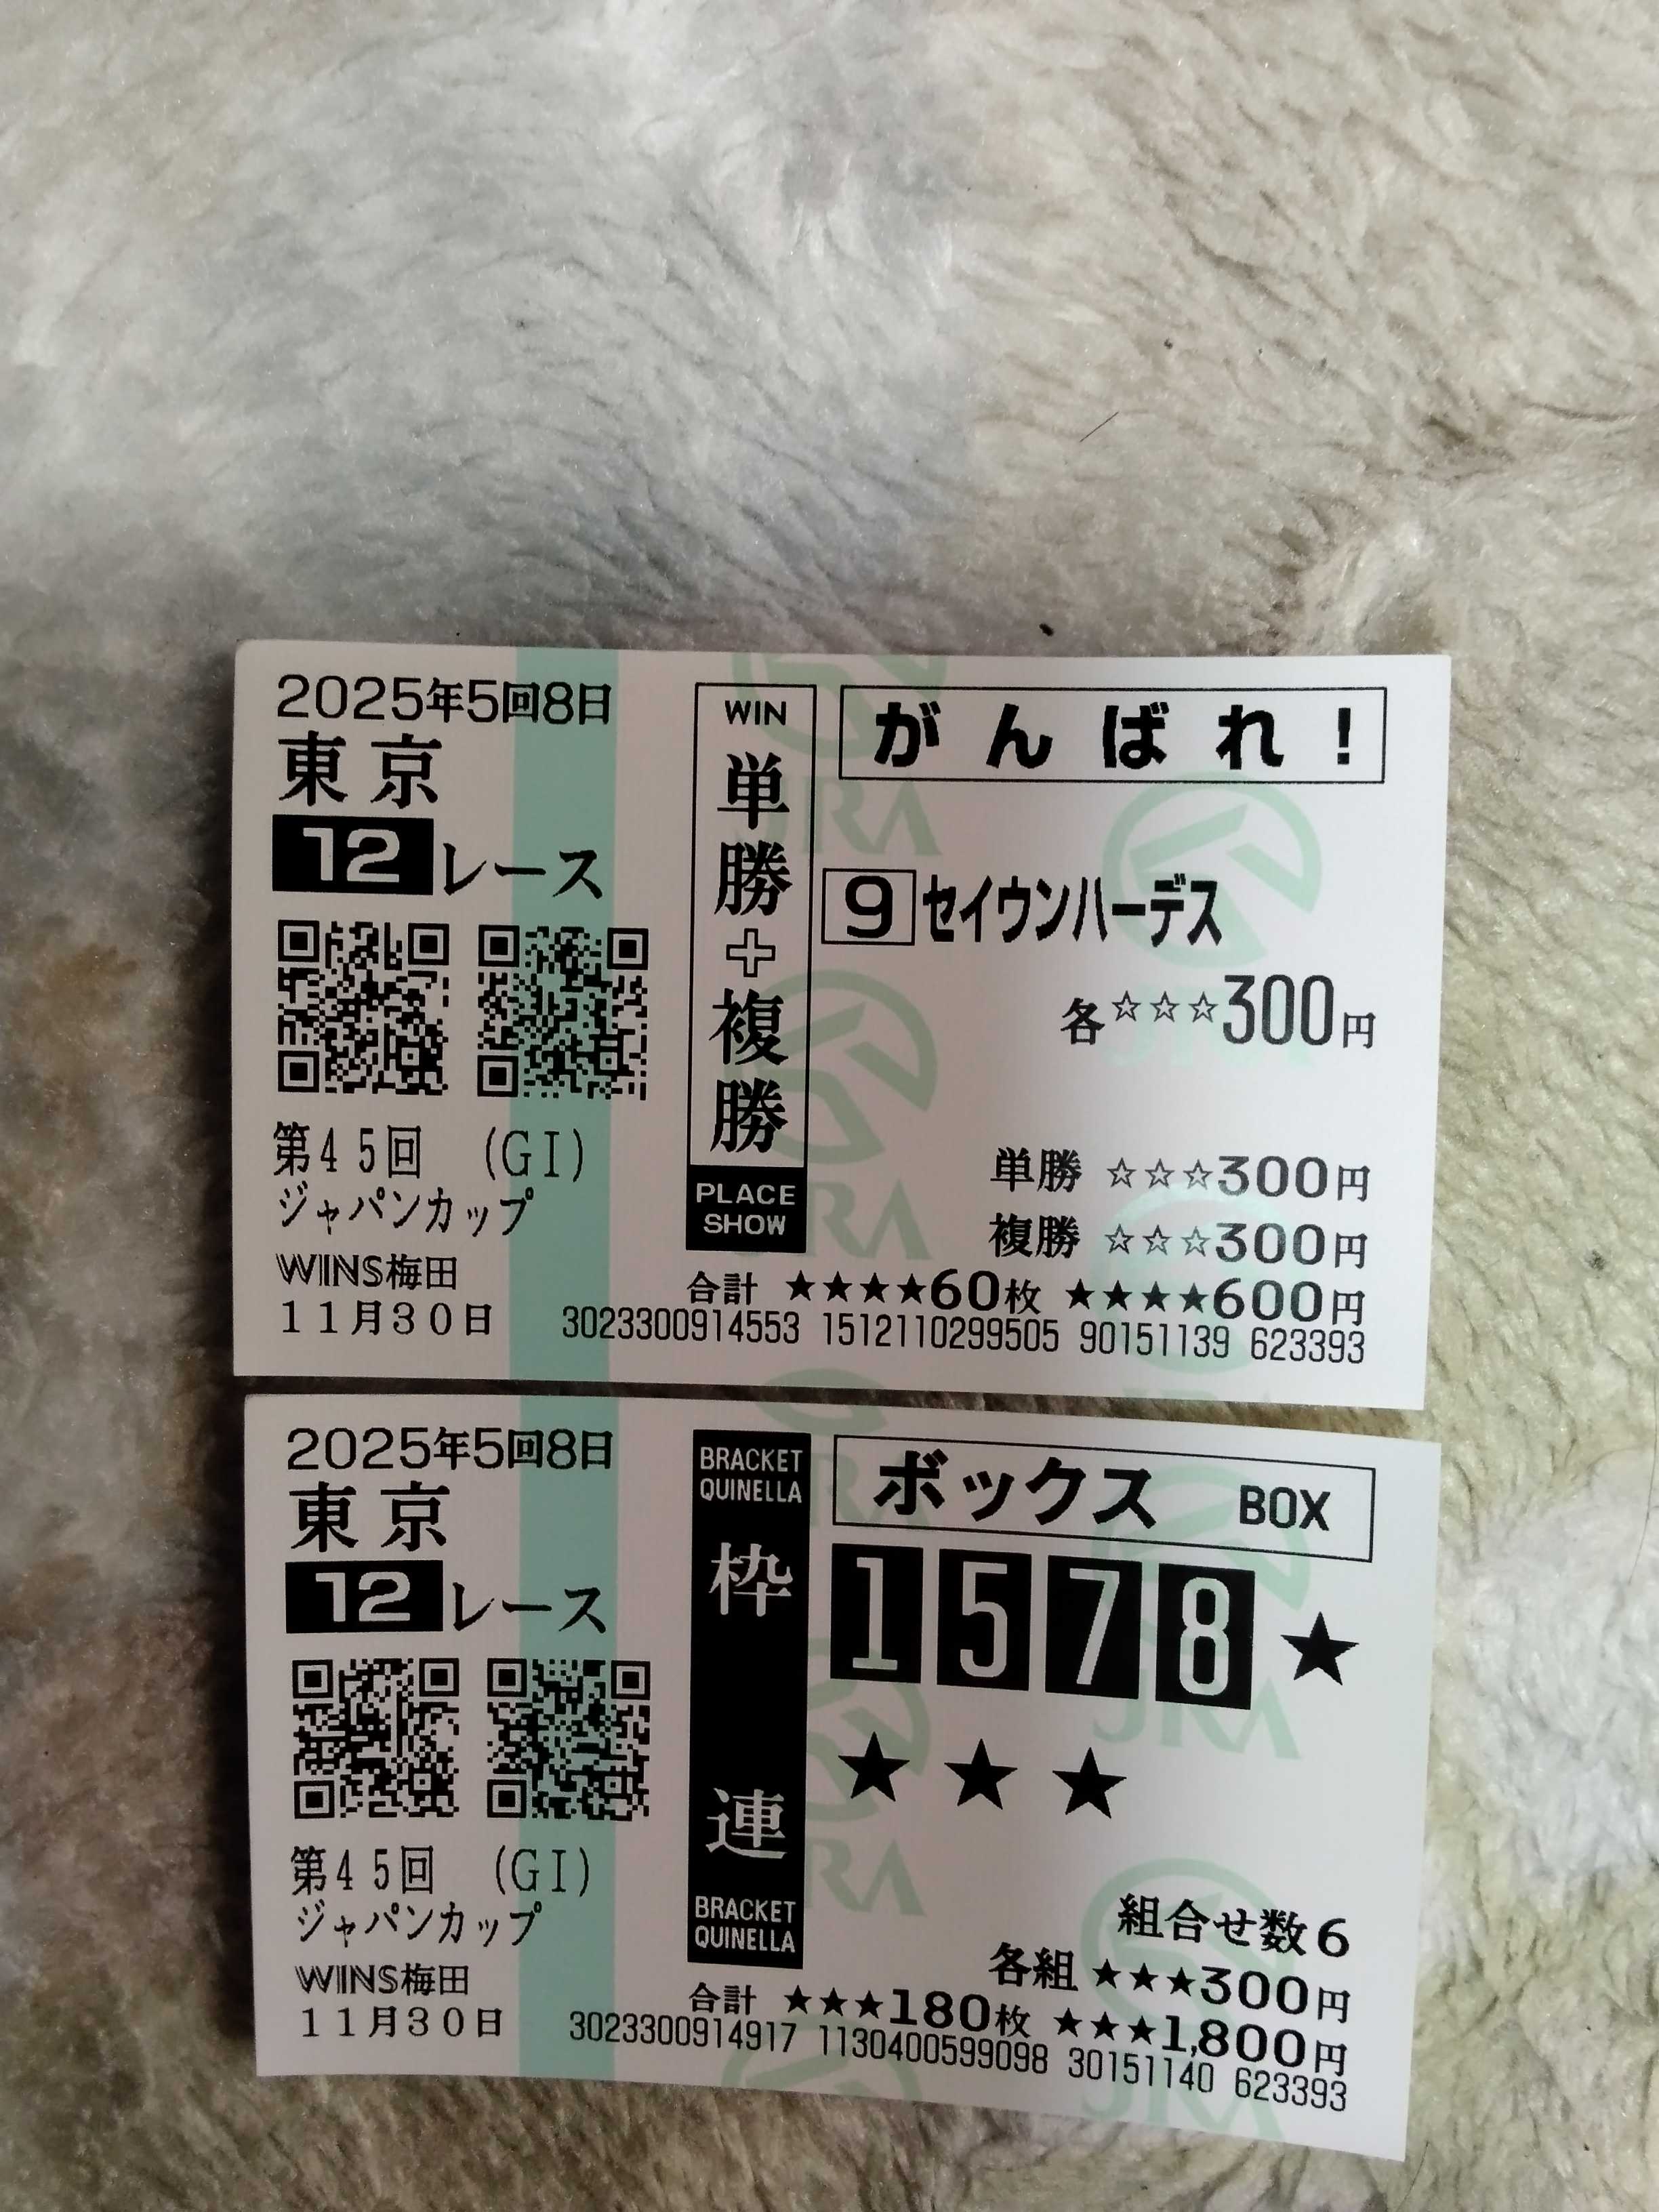 2025年5回8日
東京
12レース
第45回 (GI)
ジャパンカップ
WINS梅田
11月30日
WIN
単勝+複勝
PLACE
SHOW
がんばれ!
9 セイウンハーデス
各☆☆☆300円
単勝 ☆☆☆300円
複勝 ☆☆☆300円
合計 ★★★★60枚 ★★★★600円
3023300914553 1512110299505 90151139 623393
JRA
2025年5回8日
東京
12レース
第45回 (GI)
ジャパンカップ
WINS梅田
11月30日
BRACKET
QUINELLA
枠連
BRACKET
QUINELLA
ボックス BOX
1 5 7 8 ★
★ ★ ★
組合せ数6
各組 ★★★300円
合計 ★★★180枚 ★★★1,800円
3023300914917 1130400599098 30151140 623393
JRA